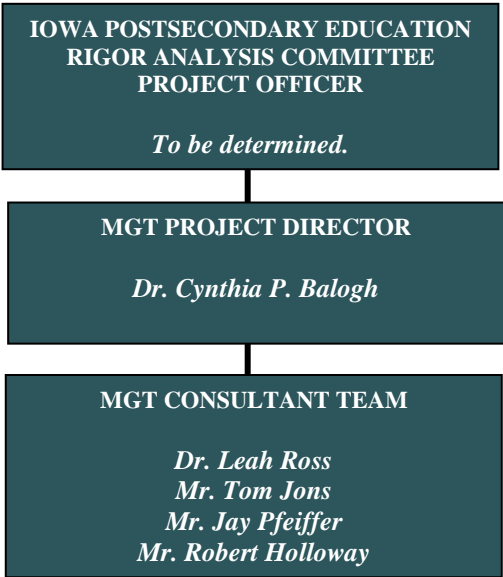 IOWA POSTSECONDARY EDUCATION
RIGOR ANALYSIS COMMITTEE
PROJECT OFFICER
To be determined.
MGT PROJECT DIRECTOR
Dr. Cynthia P. Balogh
MGT CONSULTANT TEAM
Dr. Leah Ross
Mr. Tom Jons
Mr. Jay Pfeiffer
Mr. Robert Holloway